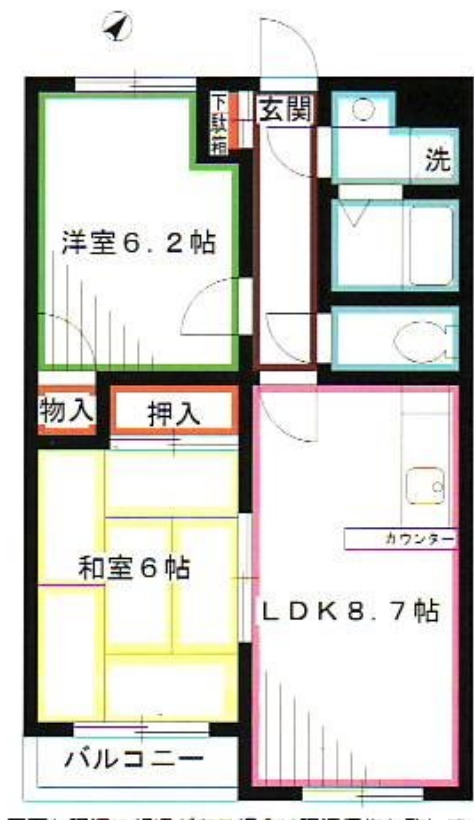 玄関
下駄箱
洗
洋室6.2帖
物入
押入
カウンター
和室6帖
LDK8.7帖
バルコニー